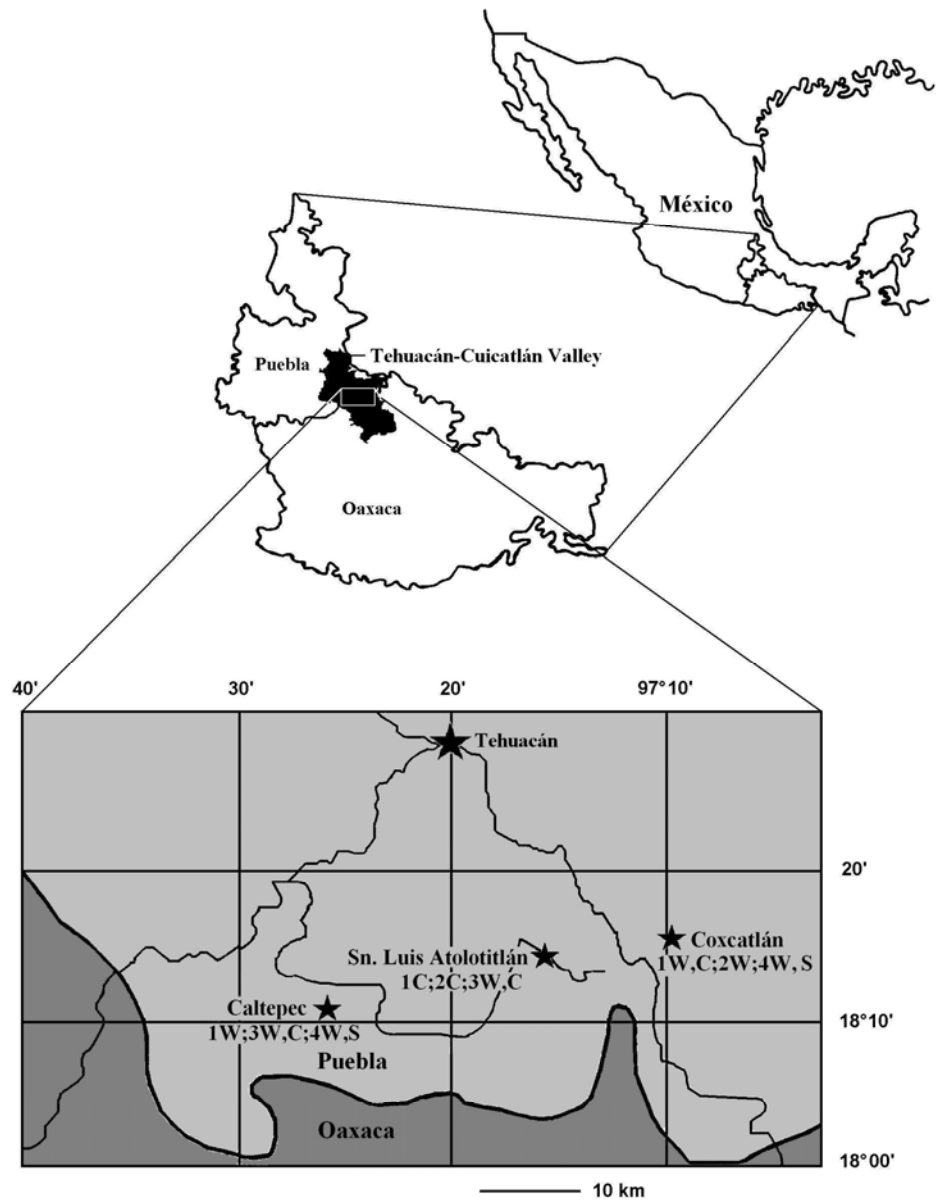 México
Puebla
Tehuacán-Cuicatlán Valley
Oaxaca
40'
30'
20'
97°10'
Tehuacán
20'
Coxcatlán
1W,C;2W;4W, S
Sn. Luis Atolotitlán
1C;2C;3W,Ć
Caltepec
1W;3W,C;4W,S
18°10'
Puebla
Oaxaca
18°00'
10 km